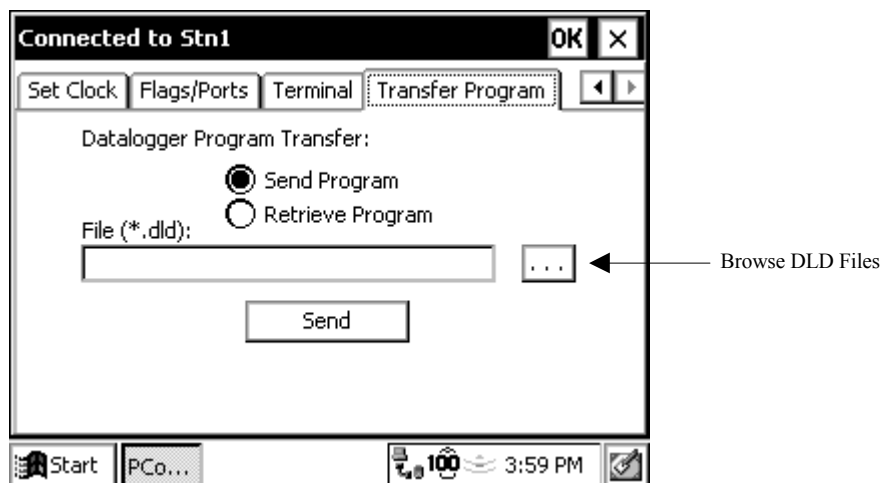 Connected to Stn1 OK ×
Set Clock Flags/Ports Terminal Transfer Program
Datalogger Program Transfer:
Send Program
Retrieve Program
File (*.dld):
... Browse DLD Files
Send
Start PCo... 100 3:59 PM